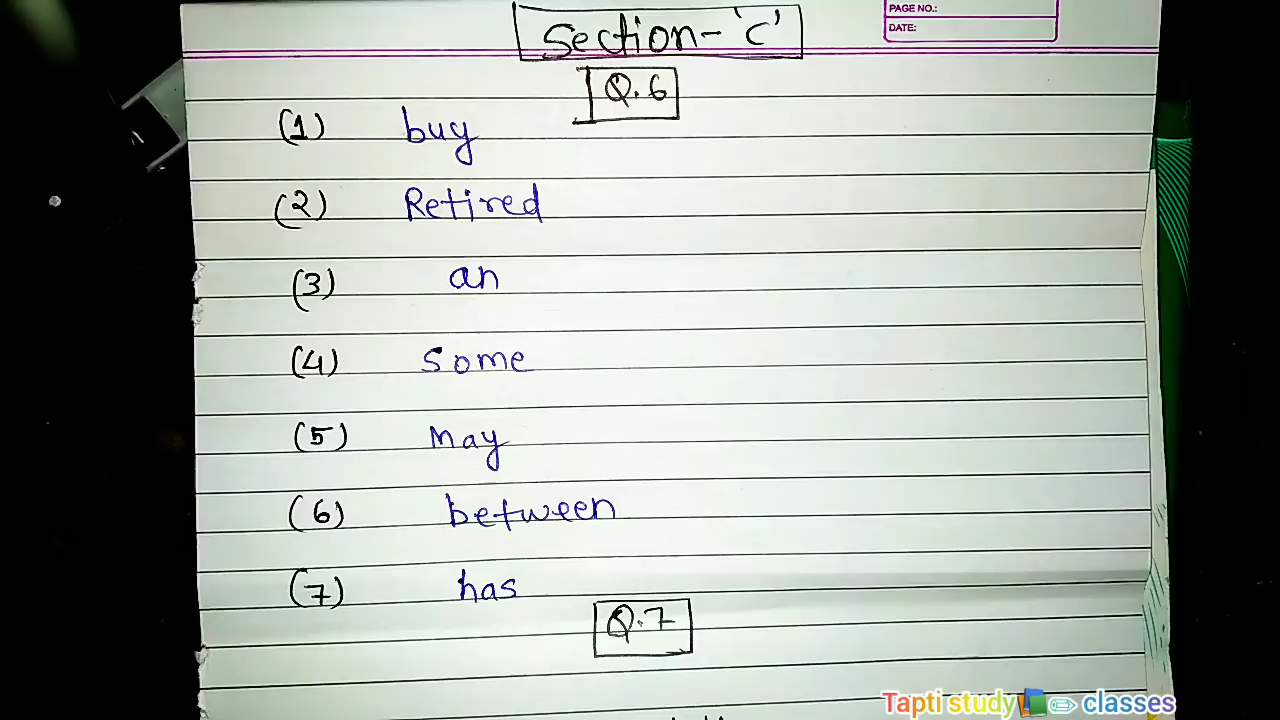 PAGE NO.:
DATE:
Section-'C'
Q.6
(1) buy
(2) Retired
(3) an
(4) Some
(5) May
(6) between
(7) has
Q.7
Tapti study classes